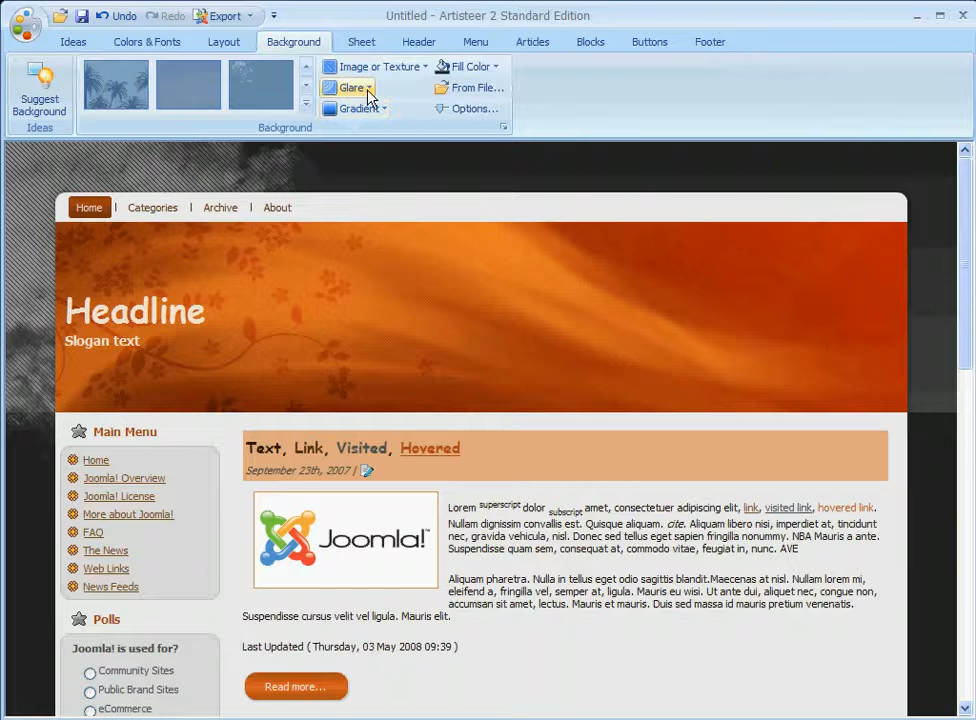 Undo Redo Export Untitled - Artisteer 2 Standard Edition
Ideas Colors & Fonts Layout Background Sheet Header Menu Articles Blocks Buttons Footer
Suggest Background
Ideas
Image or Texture Fill Color
Glare From File...
Gradient Options...
Background
Home | Categories | Archive | About
Headline
Slogan text
Main Menu
Home
Joomla! Overview
Joomla! License
More about Joomla!
FAQ
The News
Web Links
News Feeds
Polls
Joomla! is used for?
Community Sites
Public Brand Sites
eCommerce
Text, Link, Visited, Hovered
September 23th, 2007 |
Joomla!™
Lorem superscript dolor subscript amet, consectetuer adipiscing elit, link, visited link, hovered link.
Nullam dignissim convallis est. Quisque aliquam. cite. Aliquam libero nisi, imperdiet at, tincidunt
nec, gravida vehicula, nisl. Donec sed tellus eget sapien fringilla nonummy. NBA Mauris a ante.
Suspendisse quam sem, consequat at, commodo vitae, feugiat in, nunc. AVE
Aliquam pharetra. Nulla in tellus eget odio sagittis blandit.Maecenas at nisl. Nullam lorem mi,
eleifend a, fringilla vel, semper at, ligula. Mauris eu wisi. Ut ante dui, aliquet nec, congue non,
accumsan sit amet, lectus. Mauris et mauris. Duis sed massa id mauris pretium venenatis.
Suspendisse cursus velit vel ligula. Mauris elit.
Last Updated ( Thursday, 03 May 2008 09:39 )
Read more...